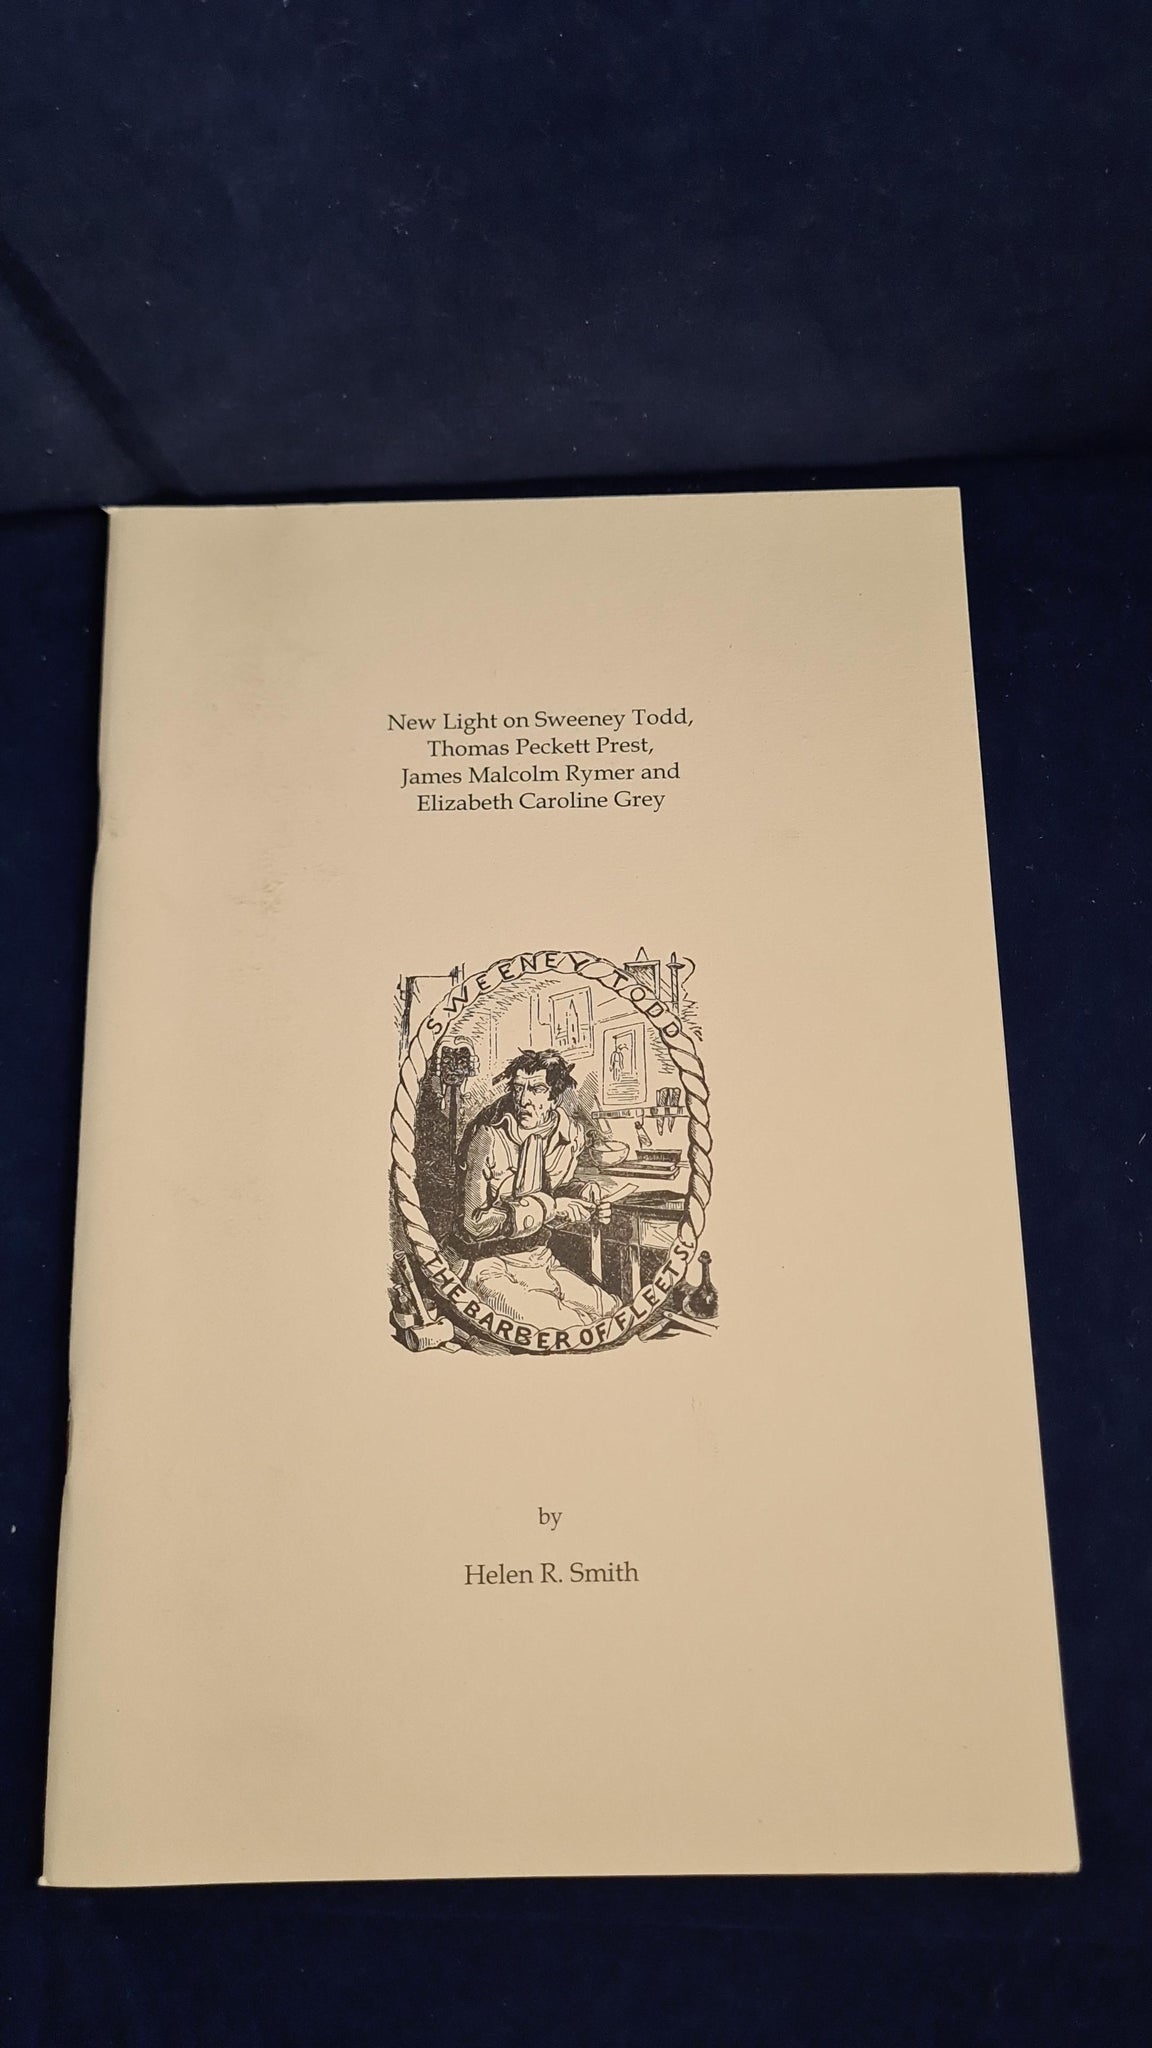 New Light on Sweeney Todd,
Thomas Peckett Prest,
James Malcolm Rymer and
Elizabeth Caroline Grey
SWEENEY TODD
THE BARBER OF FLEET St
by
Helen R. Smith